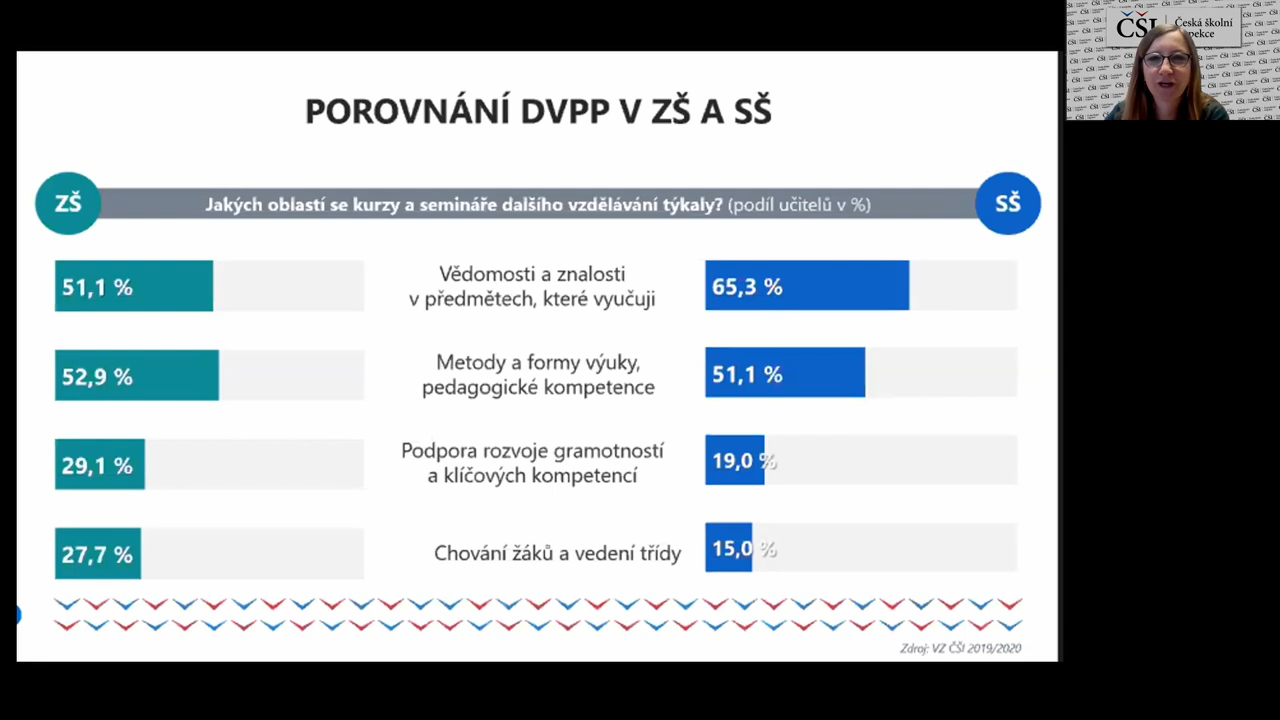 POROVNÁNÍ DVPP V ZŠ A SŠ
ZŠ
Jakých oblastí se kurzy a semináře dalšího vzdělávání týkaly? (podíl učitelů v %)
SŠ
51,1 %
Vědomosti a znalosti
v předmětech, které vyučuji
65,3 %
52,9 %
Metody a formy výuky,
pedagogické kompetence
51,1 %
29,1 %
Podpora rozvoje gramotností
a klíčových kompetencí
19,0 %
27,7 %
Chování žáků a vedení třídy
15,0 %
Zdroj: VZ ČŠI 2019/2020
ČŠI
Česká školní